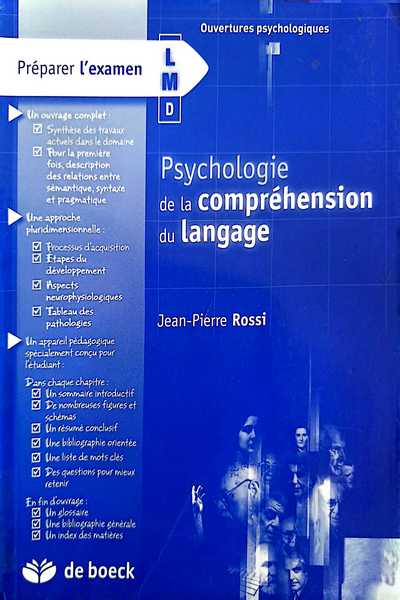 Ouvertures psychologiques
Préparer l'examen
L
M
D
Un ouvrage complet :
Synthèse des travaux
actuels dans le domaine
Pour la première
fois, description
des relations entre
sémantique, syntaxe
et pragmatique
Une approche
pluridimensionnelle :
Processus d'acquisition
Étapes du
développement
Aspects
neurophysiologiques
Tableau des
pathologies
Un appareil pédagogique
spécialement conçu pour
l'étudiant :
Dans chaque chapitre :
Un sommaire introductif
De nombreuses figures et
schémas
Un résumé conclusif
Une bibliographie orientée
Une liste de mots clés
Des questions pour mieux
retenir
En fin d'ouvrage :
Un glossaire
Une bibliographie générale
Un index des matières
Psychologie
de la compréhension
du langage
Jean-Pierre Rossi
de boeck